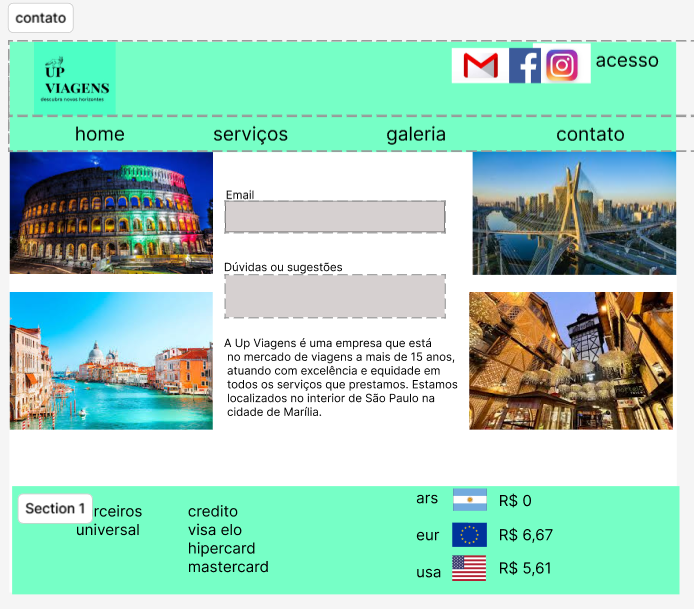 contato
UP
VIAGENS
descubra novos horizontes
acesso
home serviços galeria contato
Email
Dúvidas ou sugestões
A Up Viagens é uma empresa que está
no mercado de viagens a mais de 15 anos,
atuando com excelência e equidade em
todos os serviços que prestamos. Estamos
localizados no interior de São Paulo na
cidade de Marília.
Section 1
universal
credito
visa elo
hipercard
mastercard
ars R$ 0
eur R$ 6,67
usa R$ 5,61